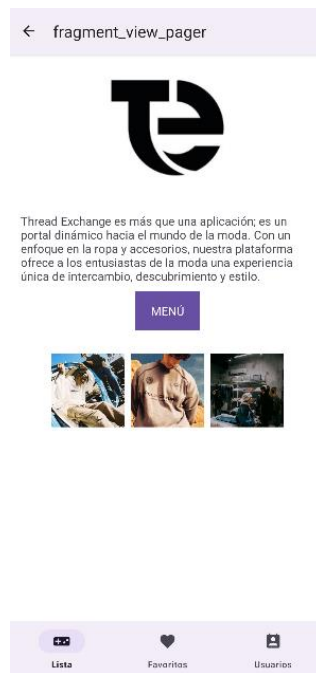 fragment_view_pager
Te
Thread Exchange es más que una aplicación; es un
portal dinámico hacia el mundo de la moda. Con un
enfoque en la ropa y accesorios, nuestra plataforma
ofrece a los entusiastas de la moda una experiencia
única de intercambio, descubrimiento y estilo.
MENÚ
Lista Favoritos Usuarios